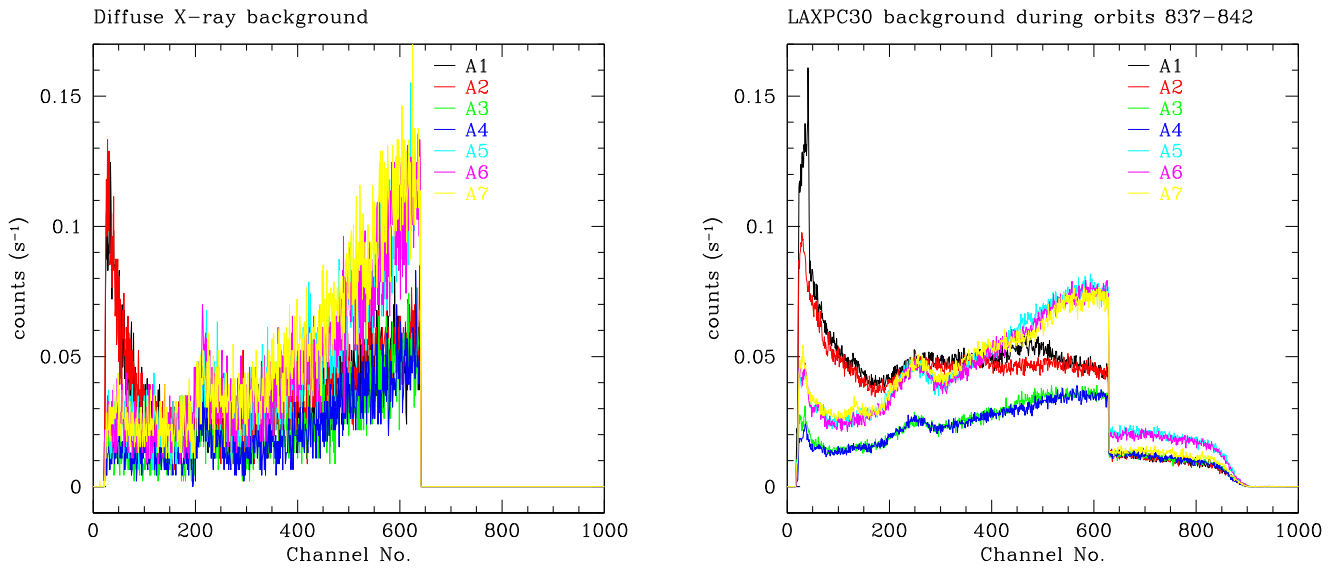 Diffuse X-ray background
counts (s⁻¹)
0.15
0.1
0.05
0
A1
A2
A3
A4
A5
A6
A7
0 200 400 600 800 1000
Channel No.
LAXPC30 background during orbits 837-842
counts (s⁻¹)
0.15
0.1
0.05
0
A1
A2
A3
A4
A5
A6
A7
0 200 400 600 800 1000
Channel No.